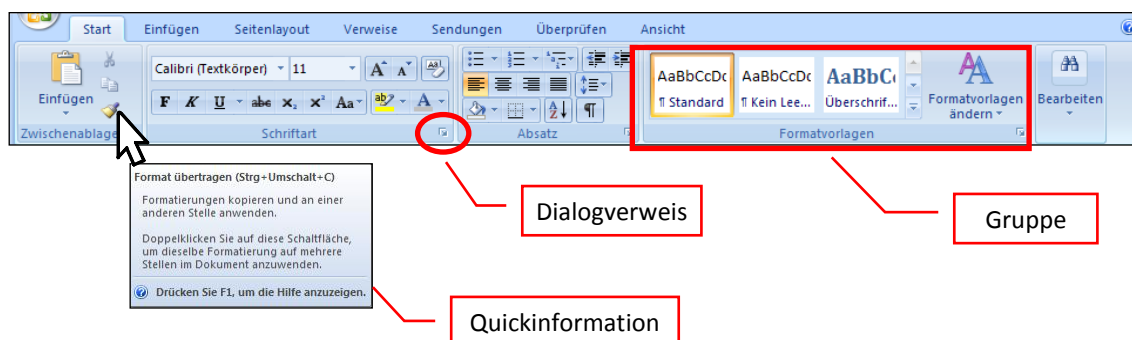 Start Einfügen Seitenlayout Verweise Sendungen Überprüfen Ansicht
Calibri (Textkörper) 11 A A Aa
AaBbCcDc AaBbCcDc AaBbC
Einfügen
F K U abe x₂ x² Aa ab A
A Z
¶ Standard ¶ Kein Lee... Überschrif...
Formatvorlagen
ändern
Bearbeiten
Zwischenablage Schriftart Absatz Formatvorlagen
Format übertragen (Strg+Umschalt+C)
Formatierungen kopieren und an einer
anderen Stelle anwenden.
Doppelklicken Sie auf diese Schaltfläche,
um dieselbe Formatierung auf mehrere
Stellen im Dokument anzuwenden.
Drücken Sie F1, um die Hilfe anzuzeigen.
Dialogverweis
Gruppe
Quickinformation